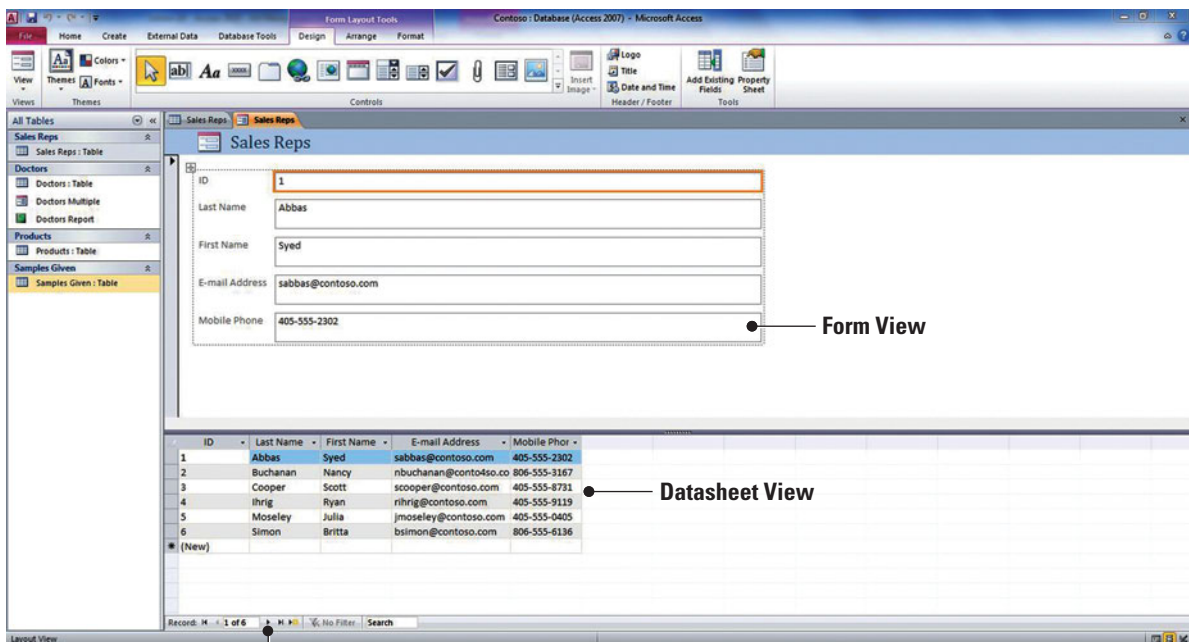 Form Layout Tools
Contoso : Database (Access 2007) - Microsoft Access
File Home Create External Data Database Tools Design Arrange Format
View
Views
Aa
Themes
Colors
A Fonts
Themes
ab| Aa xxxx
Insert Image
Controls
Logo
Title
Date and Time
Header / Footer
Add Existing Fields
Property Sheet
Tools
All Tables
Sales Reps
Sales Reps : Table
Doctors
Doctors : Table
Doctors Multiple
Doctors Report
Products
Products : Table
Samples Given
Samples Given : Table
Sales Reps Sales Reps
Sales Reps
ID 1
Last Name Abbas
First Name Syed
E-mail Address sabbas@contoso.com
Mobile Phone 405-555-2302
Form View
ID Last Name First Name E-mail Address Mobile Phor
1 Abbas Syed sabbas@contoso.com 405-555-2302
2 Buchanan Nancy nbuchanan@conto4so.co 806-555-3167
3 Cooper Scott scooper@contoso.com 405-555-8731
4 Ihrig Ryan rihrig@contoso.com 405-555-9119
5 Moseley Julia jmoseley@contoso.com 405-555-0405
6 Simon Britta bsimon@contoso.com 806-555-6136
(New)
Datasheet View
Record: 1 of 6 No Filter Search
Layout View